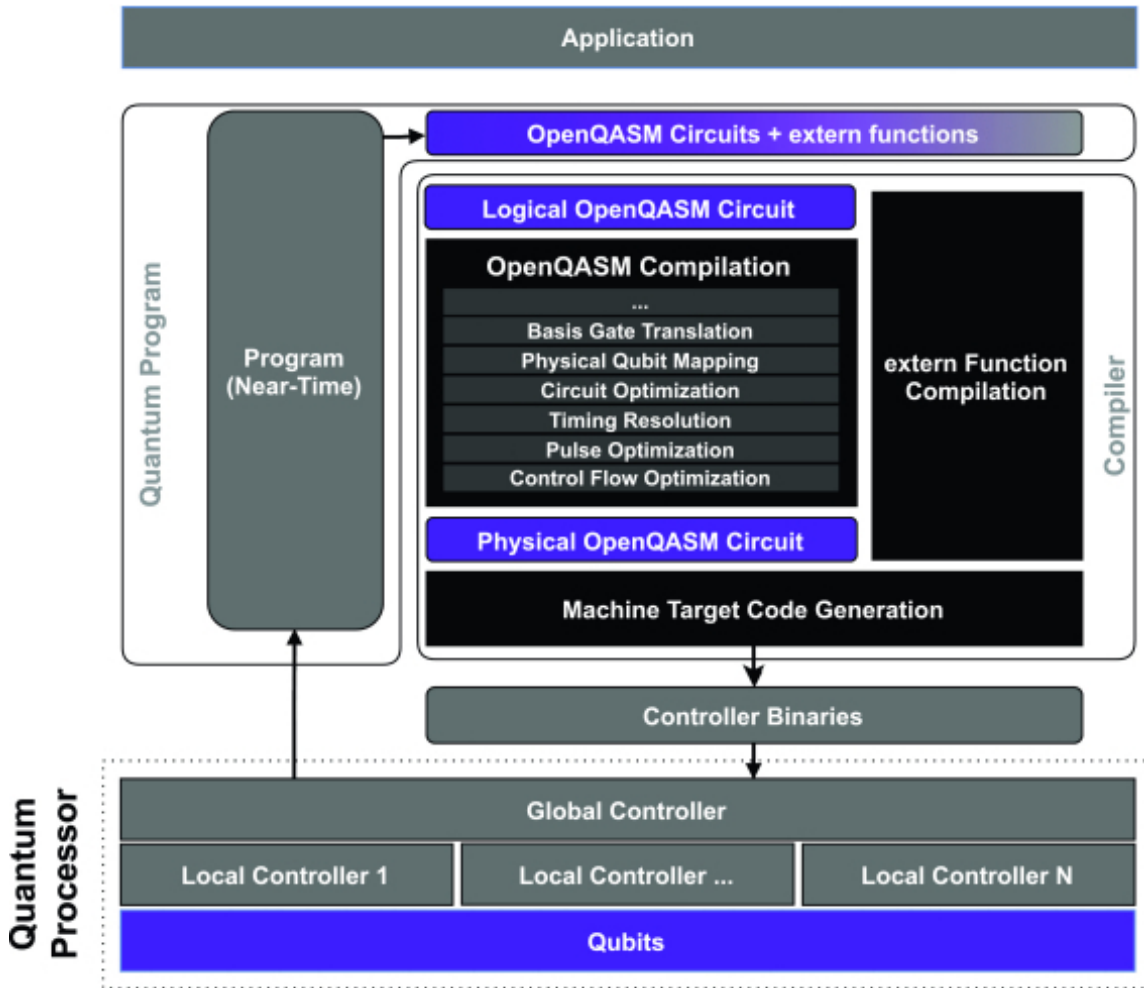 Application
Quantum Program
Program
(Near-Time)
OpenQASM Circuits + extern functions
Logical OpenQASM Circuit
OpenQASM Compilation
...
Basis Gate Translation
Physical Qubit Mapping
Circuit Optimization
Timing Resolution
Pulse Optimization
Control Flow Optimization
Physical OpenQASM Circuit
extern Function
Compilation
Compiler
Machine Target Code Generation
Controller Binaries
Quantum
Processor
Global Controller
Local Controller 1
Local Controller ...
Local Controller N
Qubits